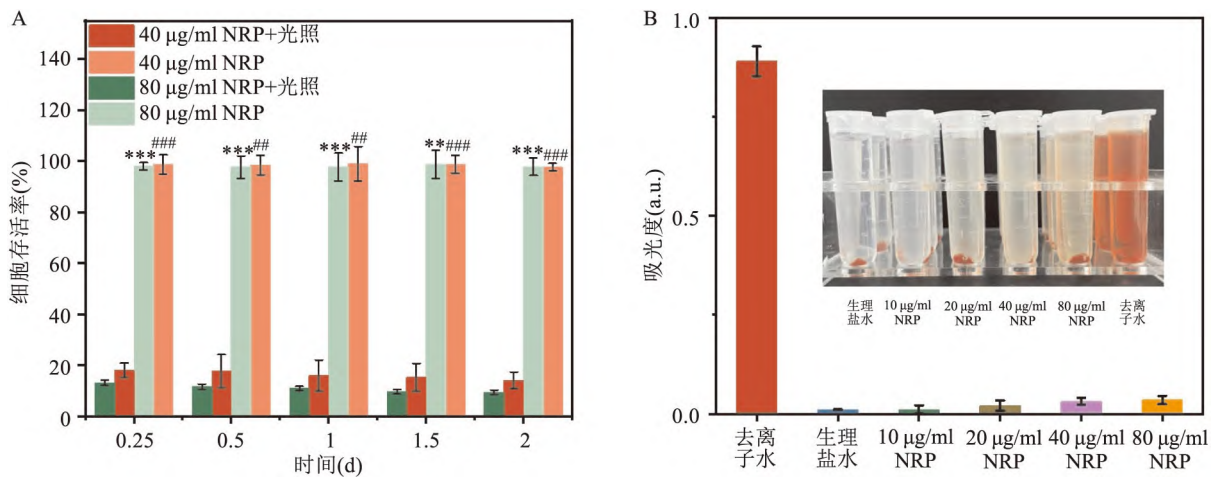 A
40 μg/ml NRP+光照
40 μg/ml NRP
80 μg/ml NRP+光照
80 μg/ml NRP
细胞存活率(%)
140
120
100
80
60
40
20
0
***
###
***
##
***
##
**
###
***
###
0.25
0.5
1
1.5
2
时间(d)
B
吸光度(a.u.)
1.0
0.5
0.0
生理
盐水
10 μg/ml
NRP
20 μg/ml
NRP
40 μg/ml
NRP
80 μg/ml
NRP
去离
子水
去离
子水
生理
盐水
10 μg/ml
NRP
20 μg/ml
NRP
40 μg/ml
NRP
80 μg/ml
NRP